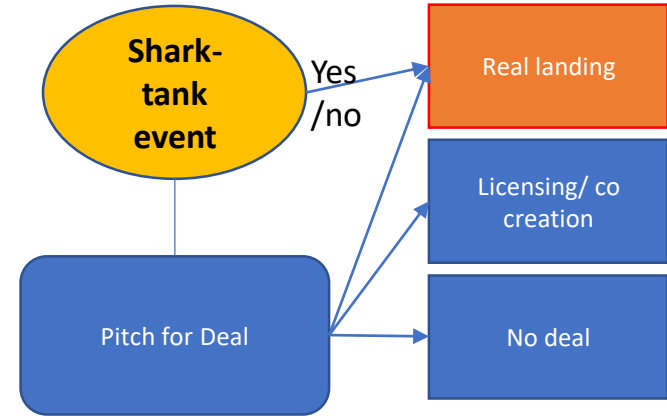 Shark-
tank
event
Yes
/no
Real landing
Licensing/ co
creation
Pitch for Deal
No deal